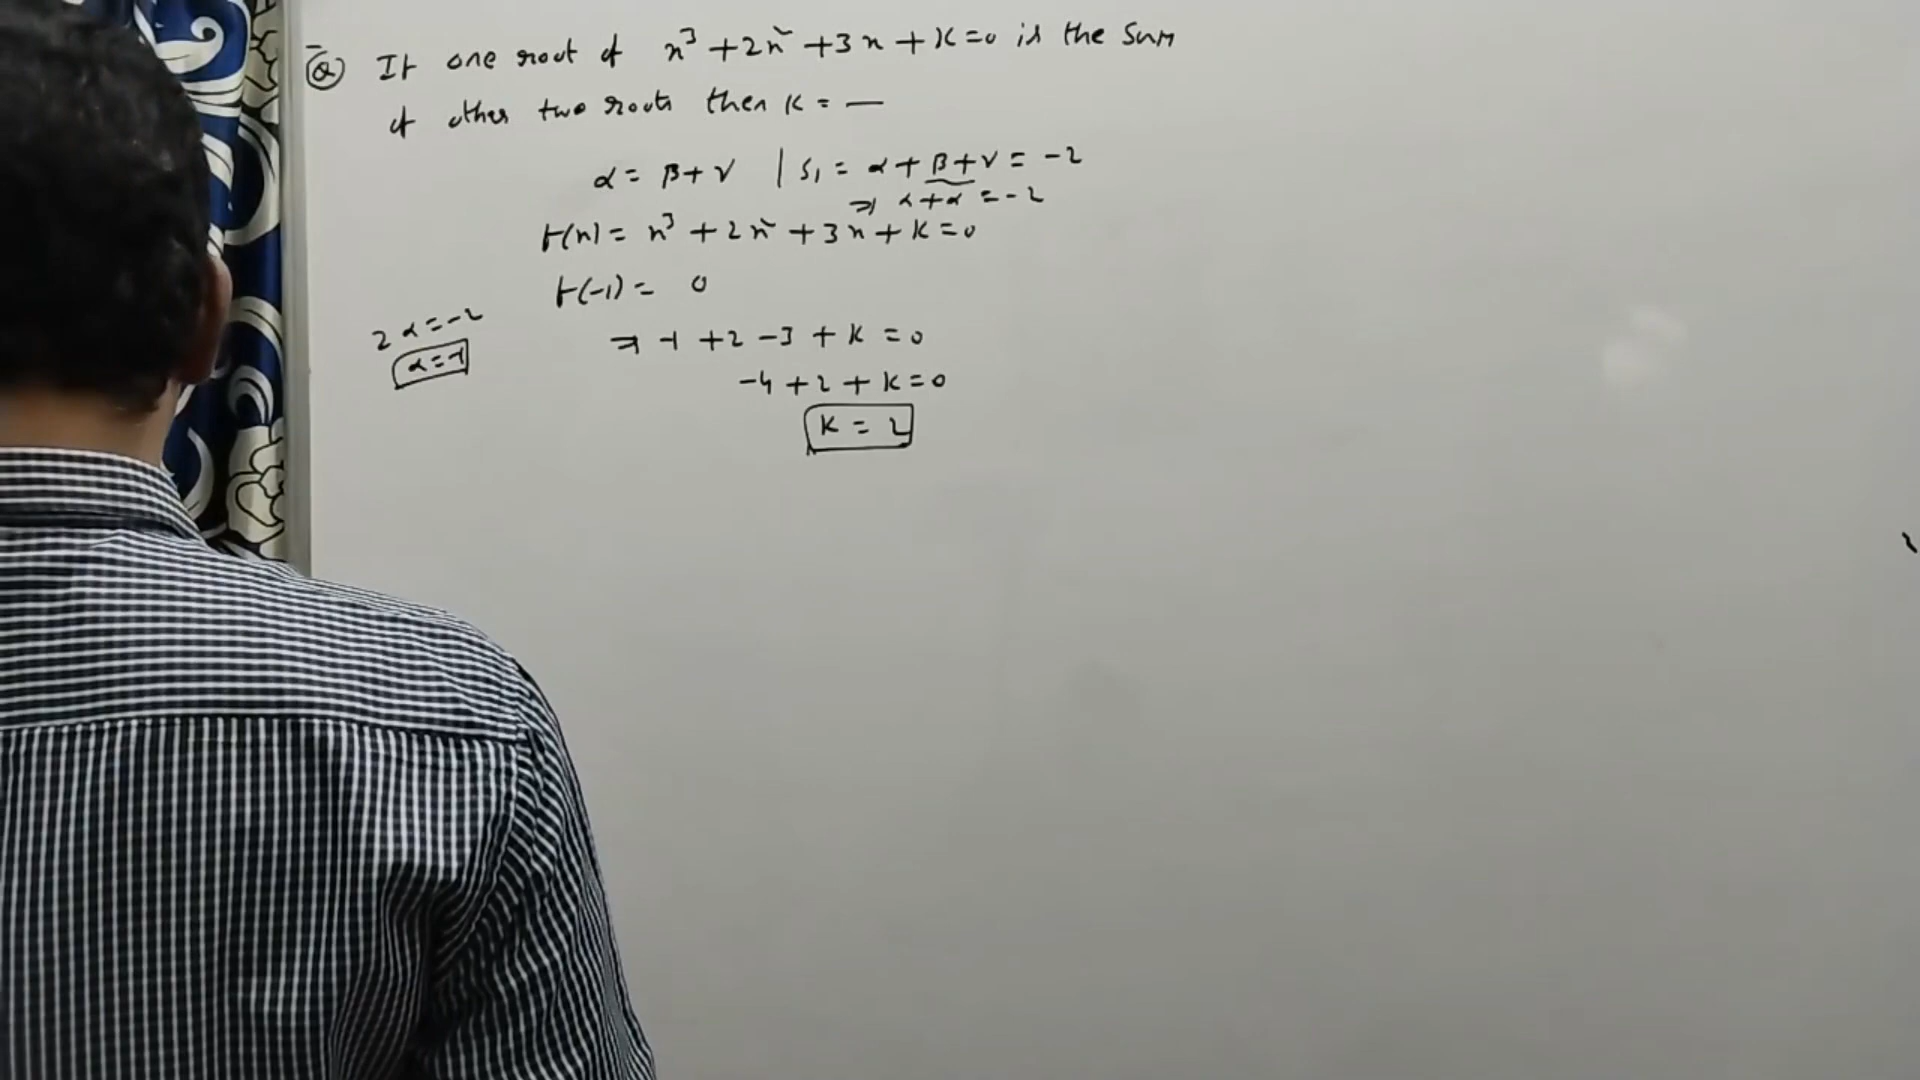 Q If one root of x³ + 2x² + 3x + K = 0 is the sum
of other two roots then K = —
α = β + γ | S₁ = α + β + γ = -2
⇒ α + α = -2
f(x) = x³ + 2x² + 3x + K = 0
f(-1) = 0
2α = -2
α = -1
⇒ -1 + 2 - 3 + K = 0
-4 + 2 + K = 0
K = 2